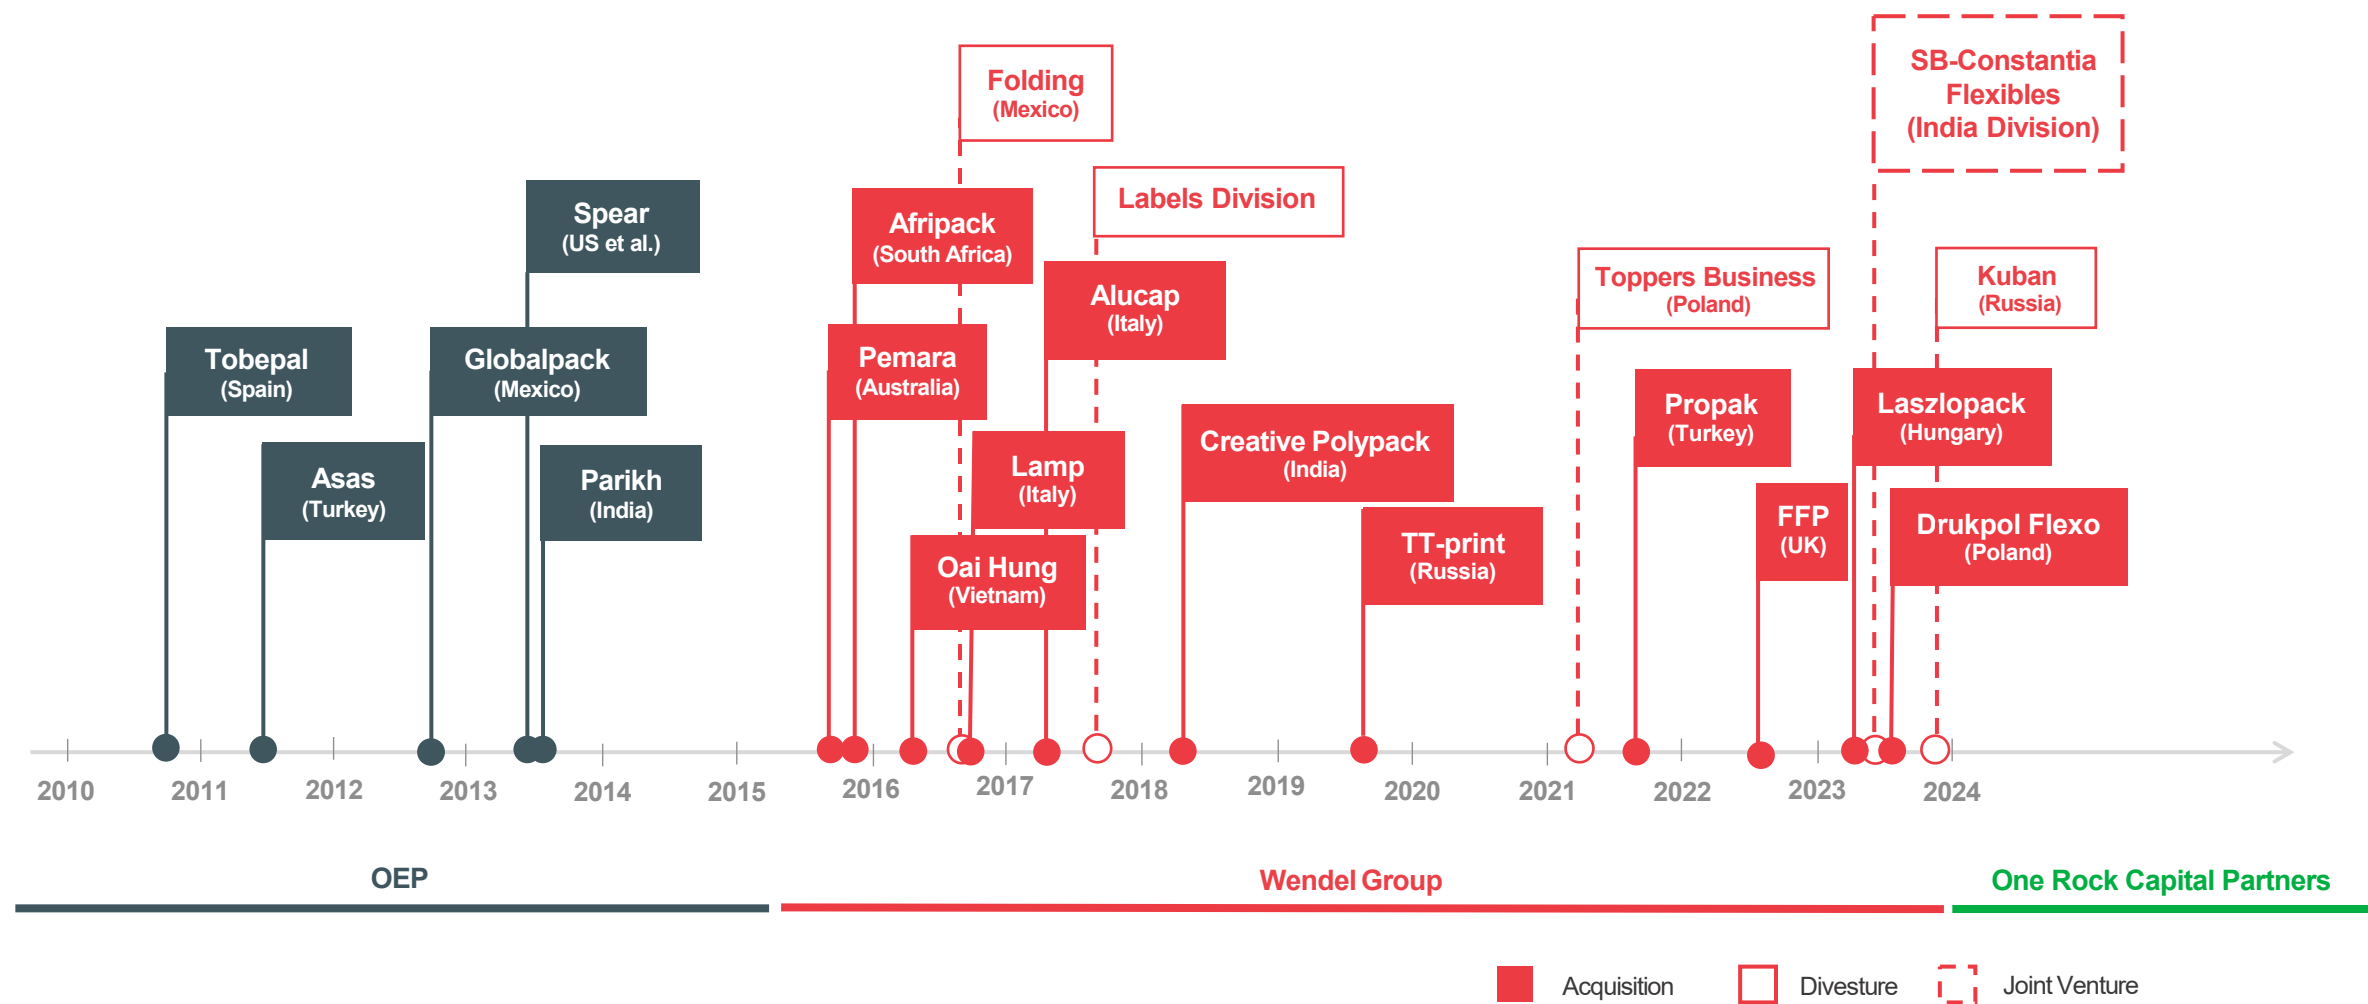 SB-Constantia
Flexibles
(India Division)
Folding
(Mexico)
Labels Division
Spear
(US et al.)
Afripack
(South Africa)
Alucap
(Italy)
Toppers Business
(Poland)
Kuban
(Russia)
Tobepal
(Spain)
Globalpack
(Mexico)
Pemara
(Australia)
Propak
(Turkey)
Laszlopack
(Hungary)
Asas
(Turkey)
Parikh
(India)
Lamp
(Italy)
Creative Polypack
(India)
FFP
(UK)
Drukpol Flexo
(Poland)
Oai Hung
(Vietnam)
TT-print
(Russia)
2010 2011 2012 2013 2014 2015 2016 2017 2018 2019 2020 2021 2022 2023 2024
OEP Wendel Group One Rock Capital Partners
Acquisition Divesture Joint Venture